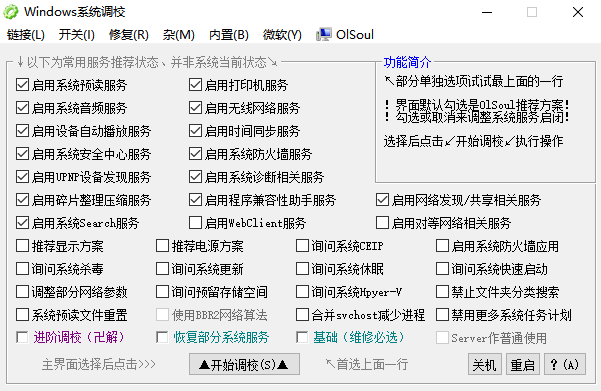 Windows系统调校
链接(L) 开关(I) 修复(R) 杂(M) 内置(B) 微软(Y) OlSoul
↓以下为常用服务推荐状态、并非系统当前状态↘ 功能简介
启用系统预读服务 启用打印机服务 ↖部分单独选项试试最上面的一行
启用系统音频服务 启用无线网络服务 ! 界面默认勾选是OlSoul推荐方案!
! 勾选或取消来调整系统服务启闭!
启用设备自动播放服务 启用时间同步服务
选择后点击↙开始调校↙执行操作
启用系统安全中心服务 启用系统防火墙服务
启用UPNP设备发现服务 启用系统诊断相关服务
启用碎片整理压缩服务 启用程序兼容性助手服务 启用网络发现/共享相关服务
启用系统Search服务 启用WebClient服务 启用对等网络相关服务
推荐显示方案 推荐电源方案 询问系统CEIP 启用系统防火墙应用
询问系统杀毒 询问系统更新 询问系统休眠 询问系统快速启动
调整部分网络参数 询问预留存储空间 询问系统Hpyer-V 禁止文件夹分类搜索
系统预读文件重置 使用BBR2网络算法 合并svchost减少进程 禁用更多系统任务计划
进阶调校（卍解） 恢复部分系统服务 基础（维修必选） Server作普通使用
主界面选择后点击>>> ▲开始调校(S)▲ ↖首选上面一行 关机 重启 ?(A)